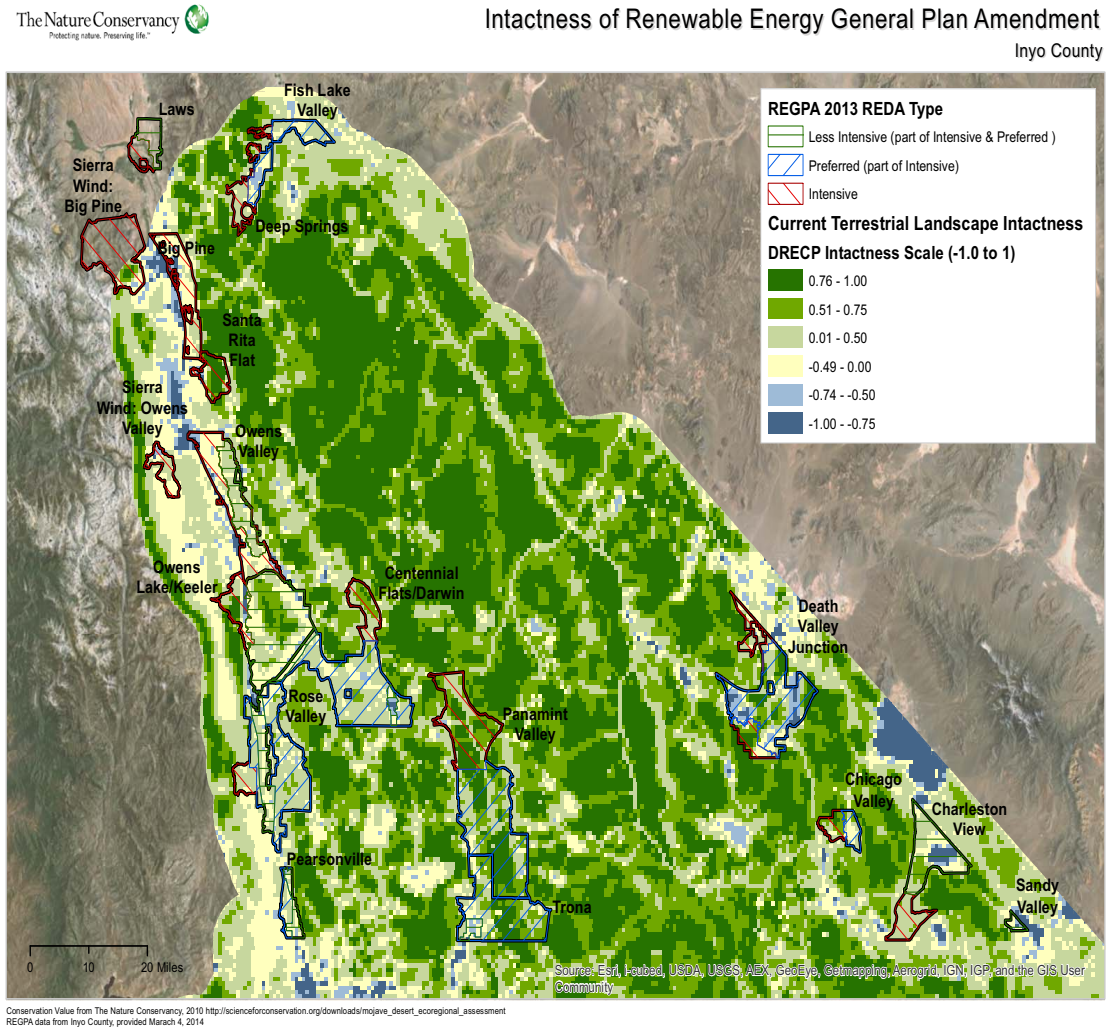 The Nature Conservancy
Protecting nature. Preserving life.™
Intactness of Renewable Energy General Plan Amendment
Inyo County
REGPA 2013 REDA Type
Less Intensive (part of Intensive & Preferred )
Preferred (part of Intensive)
Intensive
Current Terrestrial Landscape Intactness
DRECP Intactness Scale (-1.0 to 1)
0.76 - 1.00
0.51 - 0.75
0.01 - 0.50
-0.49 - 0.00
-0.74 - -0.50
-1.00 - -0.75
Fish Lake
Valley
Laws
Sierra
Wind:
Big Pine
Deep Springs
Big Pine
Santa
Rita
Flat
Sierra
Wind: Owens
Valley
Owens
Valley
Owens
Lake/Keeler
Centennial
Flats/Darwin
Death
Valley
Junction
Rose
Valley
Panamint
Valley
Chicago
Valley
Charleston
View
Pearsonville
Trona
Sandy
Valley
0 10 20 Miles
Source: Esri, i-cubed, USDA, USGS, AEX, GeoEye, Getmapping, Aerogrid, IGN, IGP, and the GIS User
Community
Conservation Value from The Nature Conservancy, 2010 http://scienceforconservation.org/downloads/mojave_desert_ecoregional_assessment
REGPA data from Inyo County, provided Marach 4, 2014